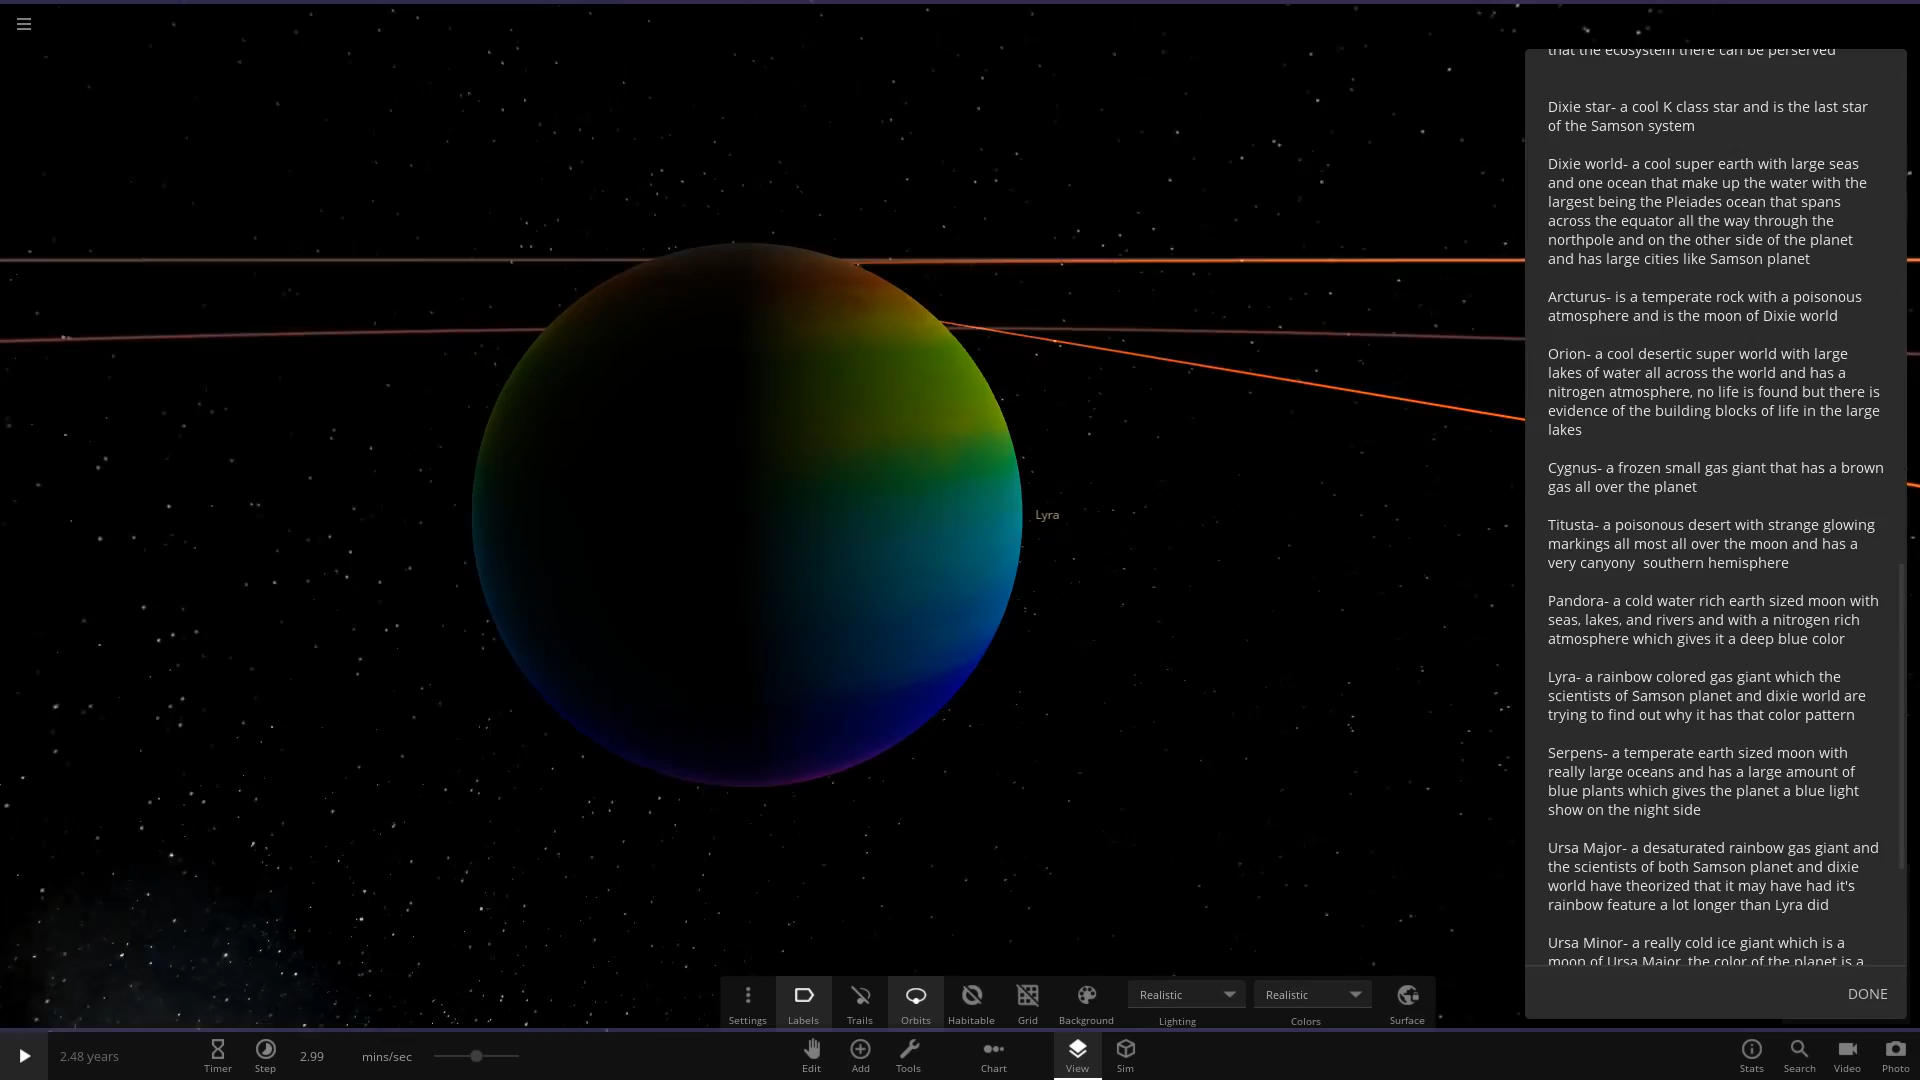 that the ecosystem there can be perserved
Dixie star- a cool K class star and is the last star
of the Samson system
Dixie world- a cool super earth with large seas
and one ocean that make up the water with the
largest being the Pleiades ocean that spans
across the equator all the way through the
northpole and on the other side of the planet
and has large cities like Samson planet
Arcturus- is a temperate rock with a poisonous
atmosphere and is the moon of Dixie world
Orion- a cool desertic super world with large
lakes of water all across the world and has a
nitrogen atmosphere, no life is found but there is
evidence of the building blocks of life in the large
lakes
Cygnus- a frozen small gas giant that has a brown
gas all over the planet
Titusta- a poisonous desert with strange glowing
markings all most all over the moon and has a
very canyony  southern hemisphere
Pandora- a cold water rich earth sized moon with
seas, lakes, and rivers and with a nitrogen rich
atmosphere which gives it a deep blue color
Lyra- a rainbow colored gas giant which the
scientists of Samson planet and dixie world are
trying to find out why it has that color pattern
Serpens- a temperate earth sized moon with
really large oceans and has a large amount of
blue plants which gives the planet a blue light
show on the night side
Ursa Major- a desaturated rainbow gas giant and
the scientists of both Samson planet and dixie
world have theorized that it may have had it's
rainbow feature a lot longer than Lyra did
Ursa Minor- a really cold ice giant which is a
moon of Ursa Major, the color of the planet is a
DONE
Lyra
Realistic
Realistic
Settings
Labels
Trails
Orbits
Habitable
Grid
Background
Lighting
Colors
Surface
2.48 years
Timer
Step
2.99
mins/sec
Edit
Add
Tools
Chart
View
Sim
Stats
Search
Video
Photo